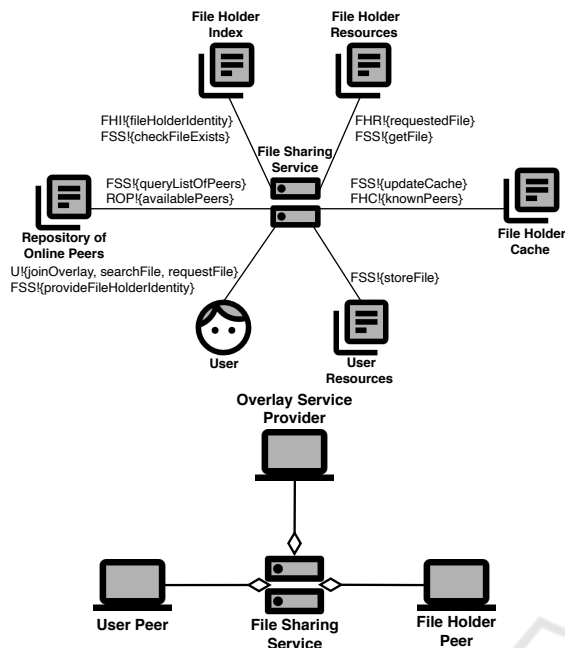 File Holder
Index
File Holder
Resources
FHI!{fileHolderIdentity}
FSS!{checkFileExists}
FHR!{requestedFile}
FSS!{getFile}
File Sharing
Service
FSS!{queryListOfPeers}
ROP!{availablePeers}
FSS!{updateCache}
FHC!{knownPeers}
Repository of
Online Peers
File Holder
Cache
U!{joinOverlay, searchFile, requestFile}
FSS!{provideFileHolderIdentity}
FSS!{storeFile}
User
User
Resources
Overlay Service
Provider
User Peer
File Sharing
Service
File Holder
Peer